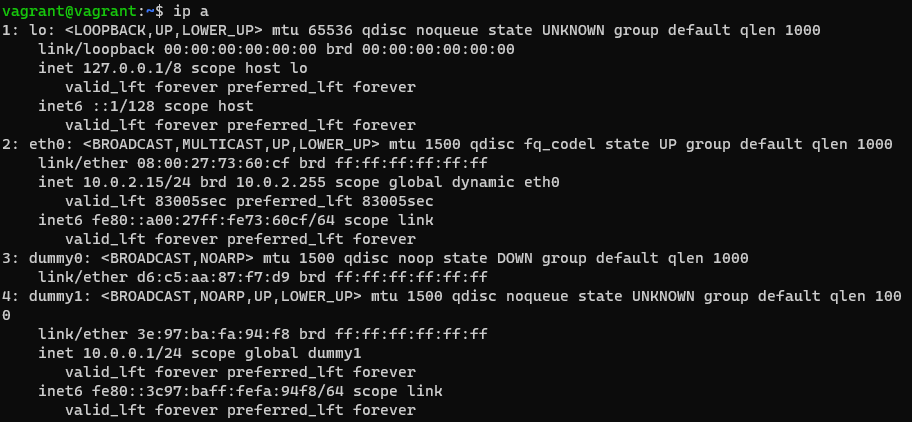 vagrant@vagrant:~$ ip a
1: lo: <LOOPBACK,UP,LOWER_UP> mtu 65536 qdisc noqueue state UNKNOWN group default qlen 1000
    link/loopback 00:00:00:00:00:00 brd 00:00:00:00:00:00
    inet 127.0.0.1/8 scope host lo
       valid_lft forever preferred_lft forever
    inet6 ::1/128 scope host
       valid_lft forever preferred_lft forever
2: eth0: <BROADCAST,MULTICAST,UP,LOWER_UP> mtu 1500 qdisc fq_codel state UP group default qlen 1000
    link/ether 08:00:27:73:60:cf brd ff:ff:ff:ff:ff:ff
    inet 10.0.2.15/24 brd 10.0.2.255 scope global dynamic eth0
       valid_lft 83005sec preferred_lft 83005sec
    inet6 fe80::a00:27ff:fe73:60cf/64 scope link
       valid_lft forever preferred_lft forever
3: dummy0: <BROADCAST,NOARP> mtu 1500 qdisc noop state DOWN group default qlen 1000
    link/ether d6:c5:aa:87:f7:d9 brd ff:ff:ff:ff:ff:ff
4: dummy1: <BROADCAST,NOARP,UP,LOWER_UP> mtu 1500 qdisc noqueue state UNKNOWN group default qlen 100
0
    link/ether 3e:97:ba:fa:94:f8 brd ff:ff:ff:ff:ff:ff
    inet 10.0.0.1/24 scope global dummy1
       valid_lft forever preferred_lft forever
    inet6 fe80::3c97:baff:fefa:94f8/64 scope link
       valid_lft forever preferred_lft forever